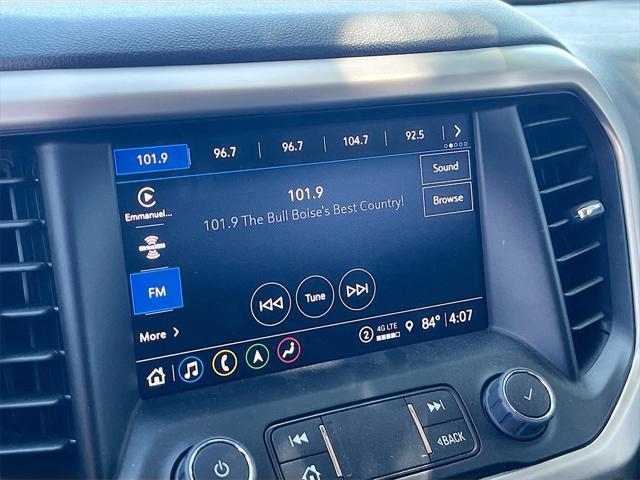 101.9 96.7 96.7 104.7 92.5
Sound
101.9
Emmanuel... 101.9 The Bull Boise's Best Country! Browse
FM
Tune
More
2 4G LTE 84° 4:07
BACK